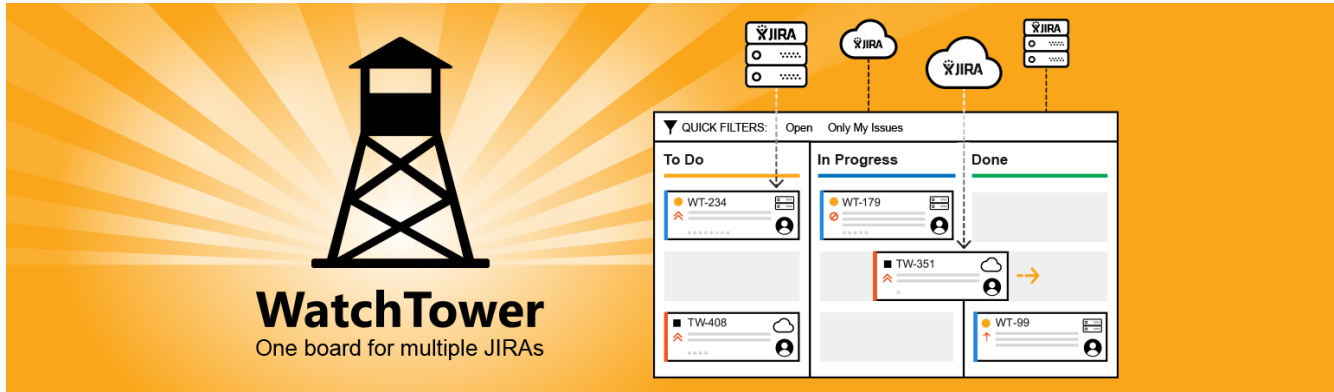 JIRA
JIRA
JIRA
JIRA
QUICK FILTERS: Open Only My Issues
To Do In Progress Done
WT-234 WT-179
TW-351
TW-408 WT-99
WatchTower
One board for multiple JIRAs